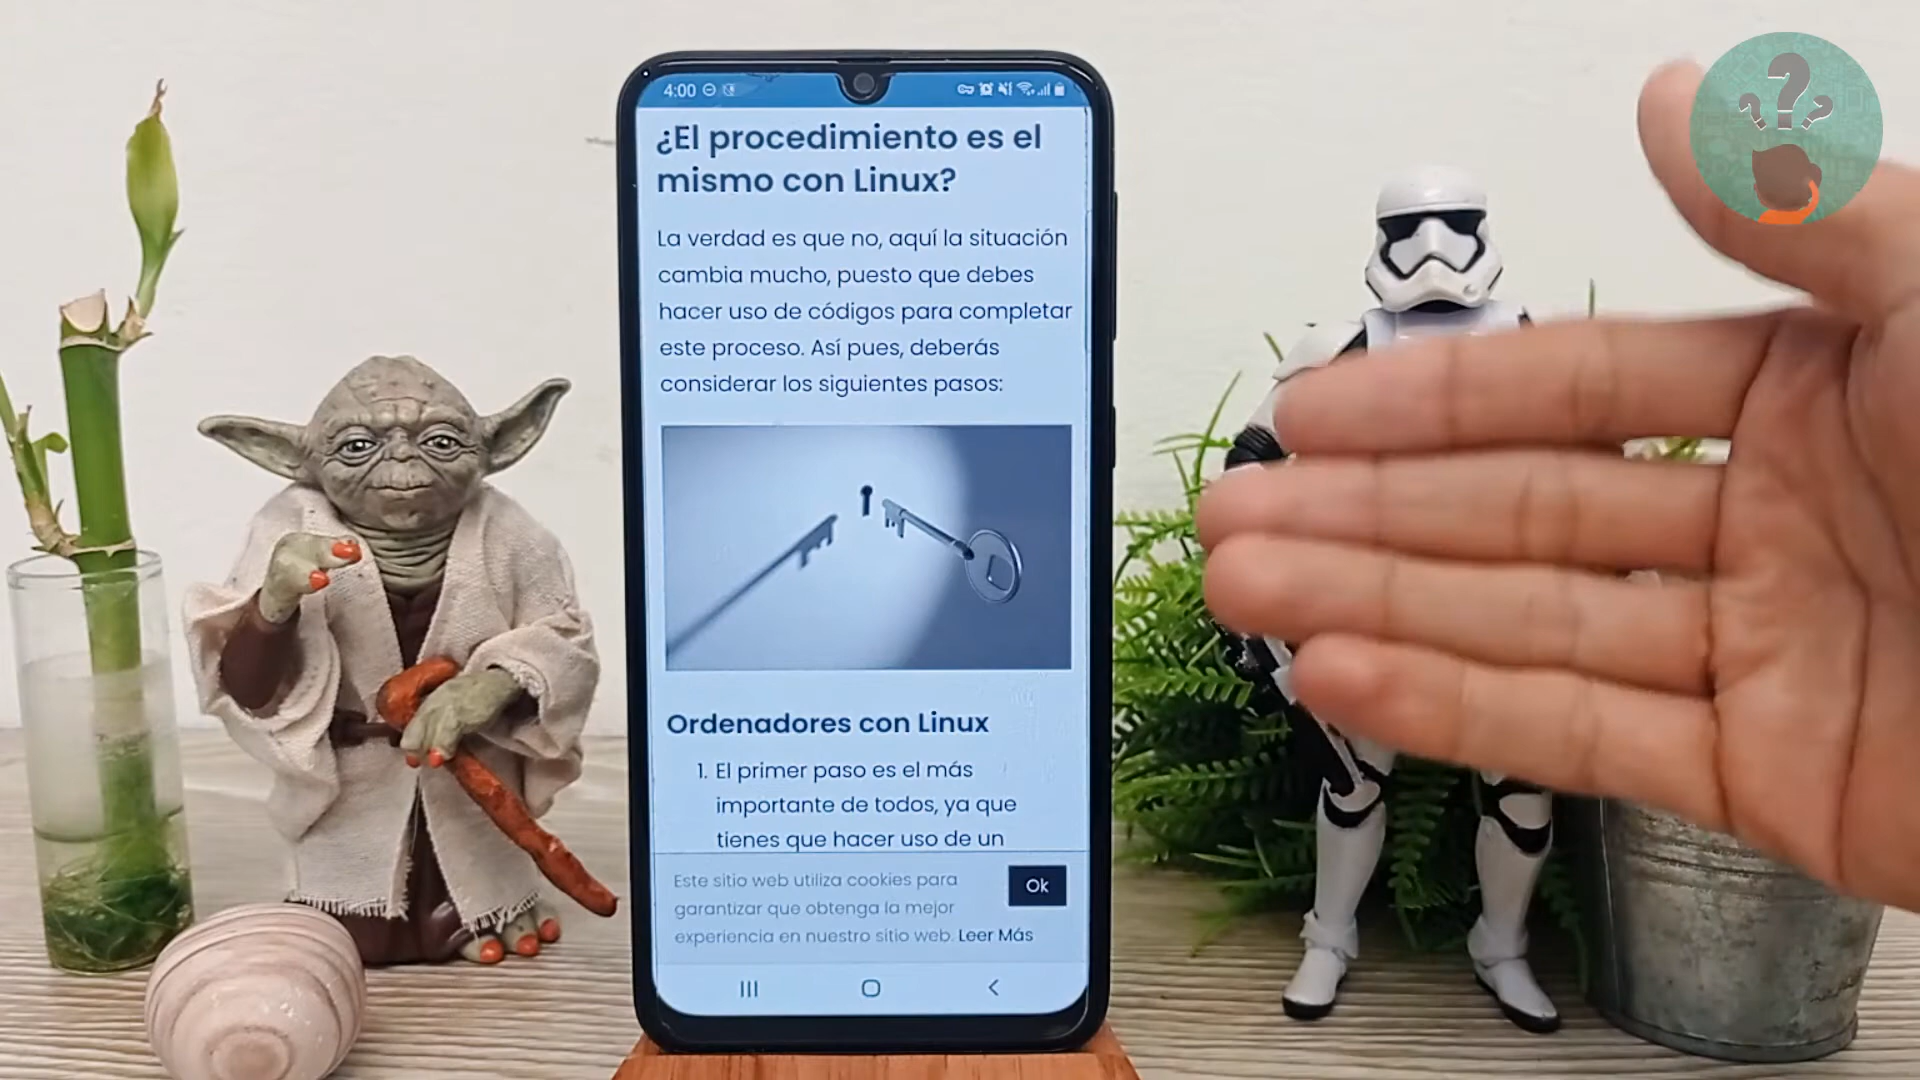 4:00
¿El procedimiento es el
mismo con Linux?
La verdad es que no, aquí la situación
cambia mucho, puesto que debes
hacer uso de códigos para completar
este proceso. Así pues, deberás
considerar los siguientes pasos:
Ordenadores con Linux
1. El primer paso es el más
importante de todos, ya que
tienes que hacer uso de un
Este sitio web utiliza cookies para
garantizar que obtenga la mejor
experiencia en nuestro sitio web. Leer Más
Ok